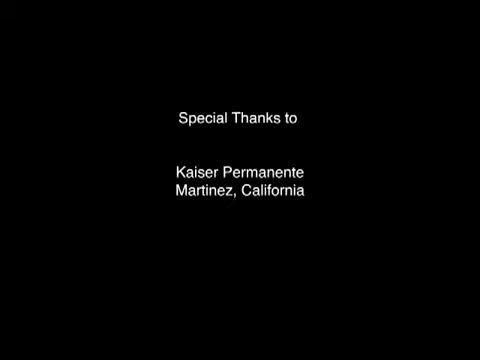 Special Thanks to
Kaiser Permanente
Martinez, California